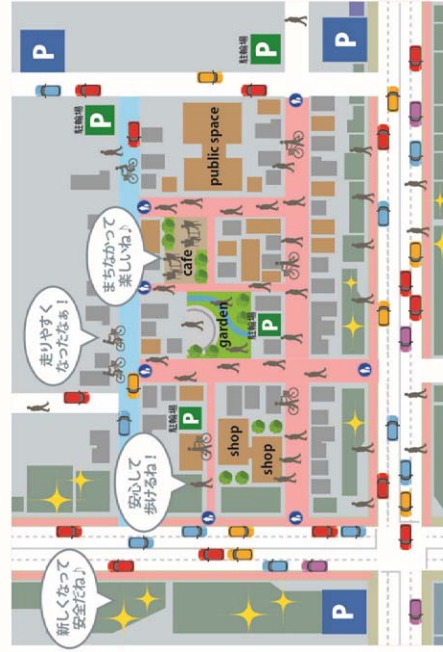 新しくなって
安全だね♪
走りやすく
なったなぁ！
P
安心して
歩けるね！
まちなかって
楽しいね♪
駐輪場
P
駐輪場
P
cafe
public space
garden
shop
shop
駐輪場
P
駐輪場
P
P
P